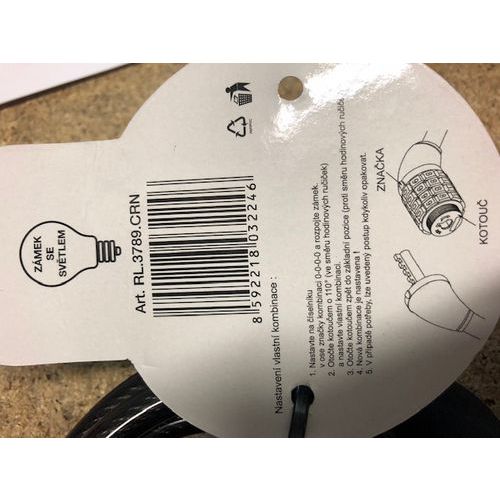 ZÁMEK
SE
SVĚTLEM
Art. RL.3789.CRN
8 592218 032246
Nastavení vlastní kombinace :
1. Nastavte na číselníku
v ose značky kombinaci 0-0-0-0 a rozpojte zámek.
2. Otočte kotoučem o 110° (ve směru hodinových ručiček)
a nastavte vlastní kombinaci.
3. Otočte kotoučem zpět do základní pozice (proti směru hodinových ručiček
4. Nová kombinace je nastavena !
5. V případě potřeby, lze uvedený postup kdykoliv opakovat.
ZNAČKA
KOTOUČ